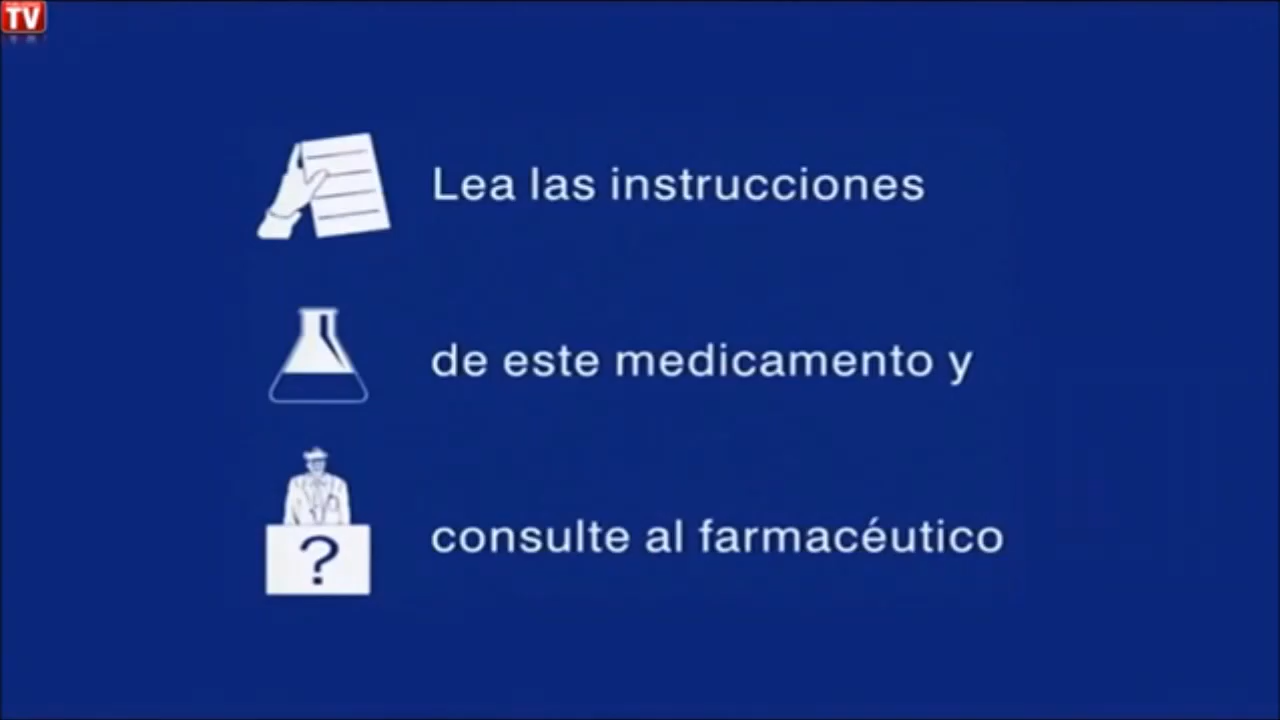 TV
Lea las instrucciones
de este medicamento y
consulte al farmacéutico
?